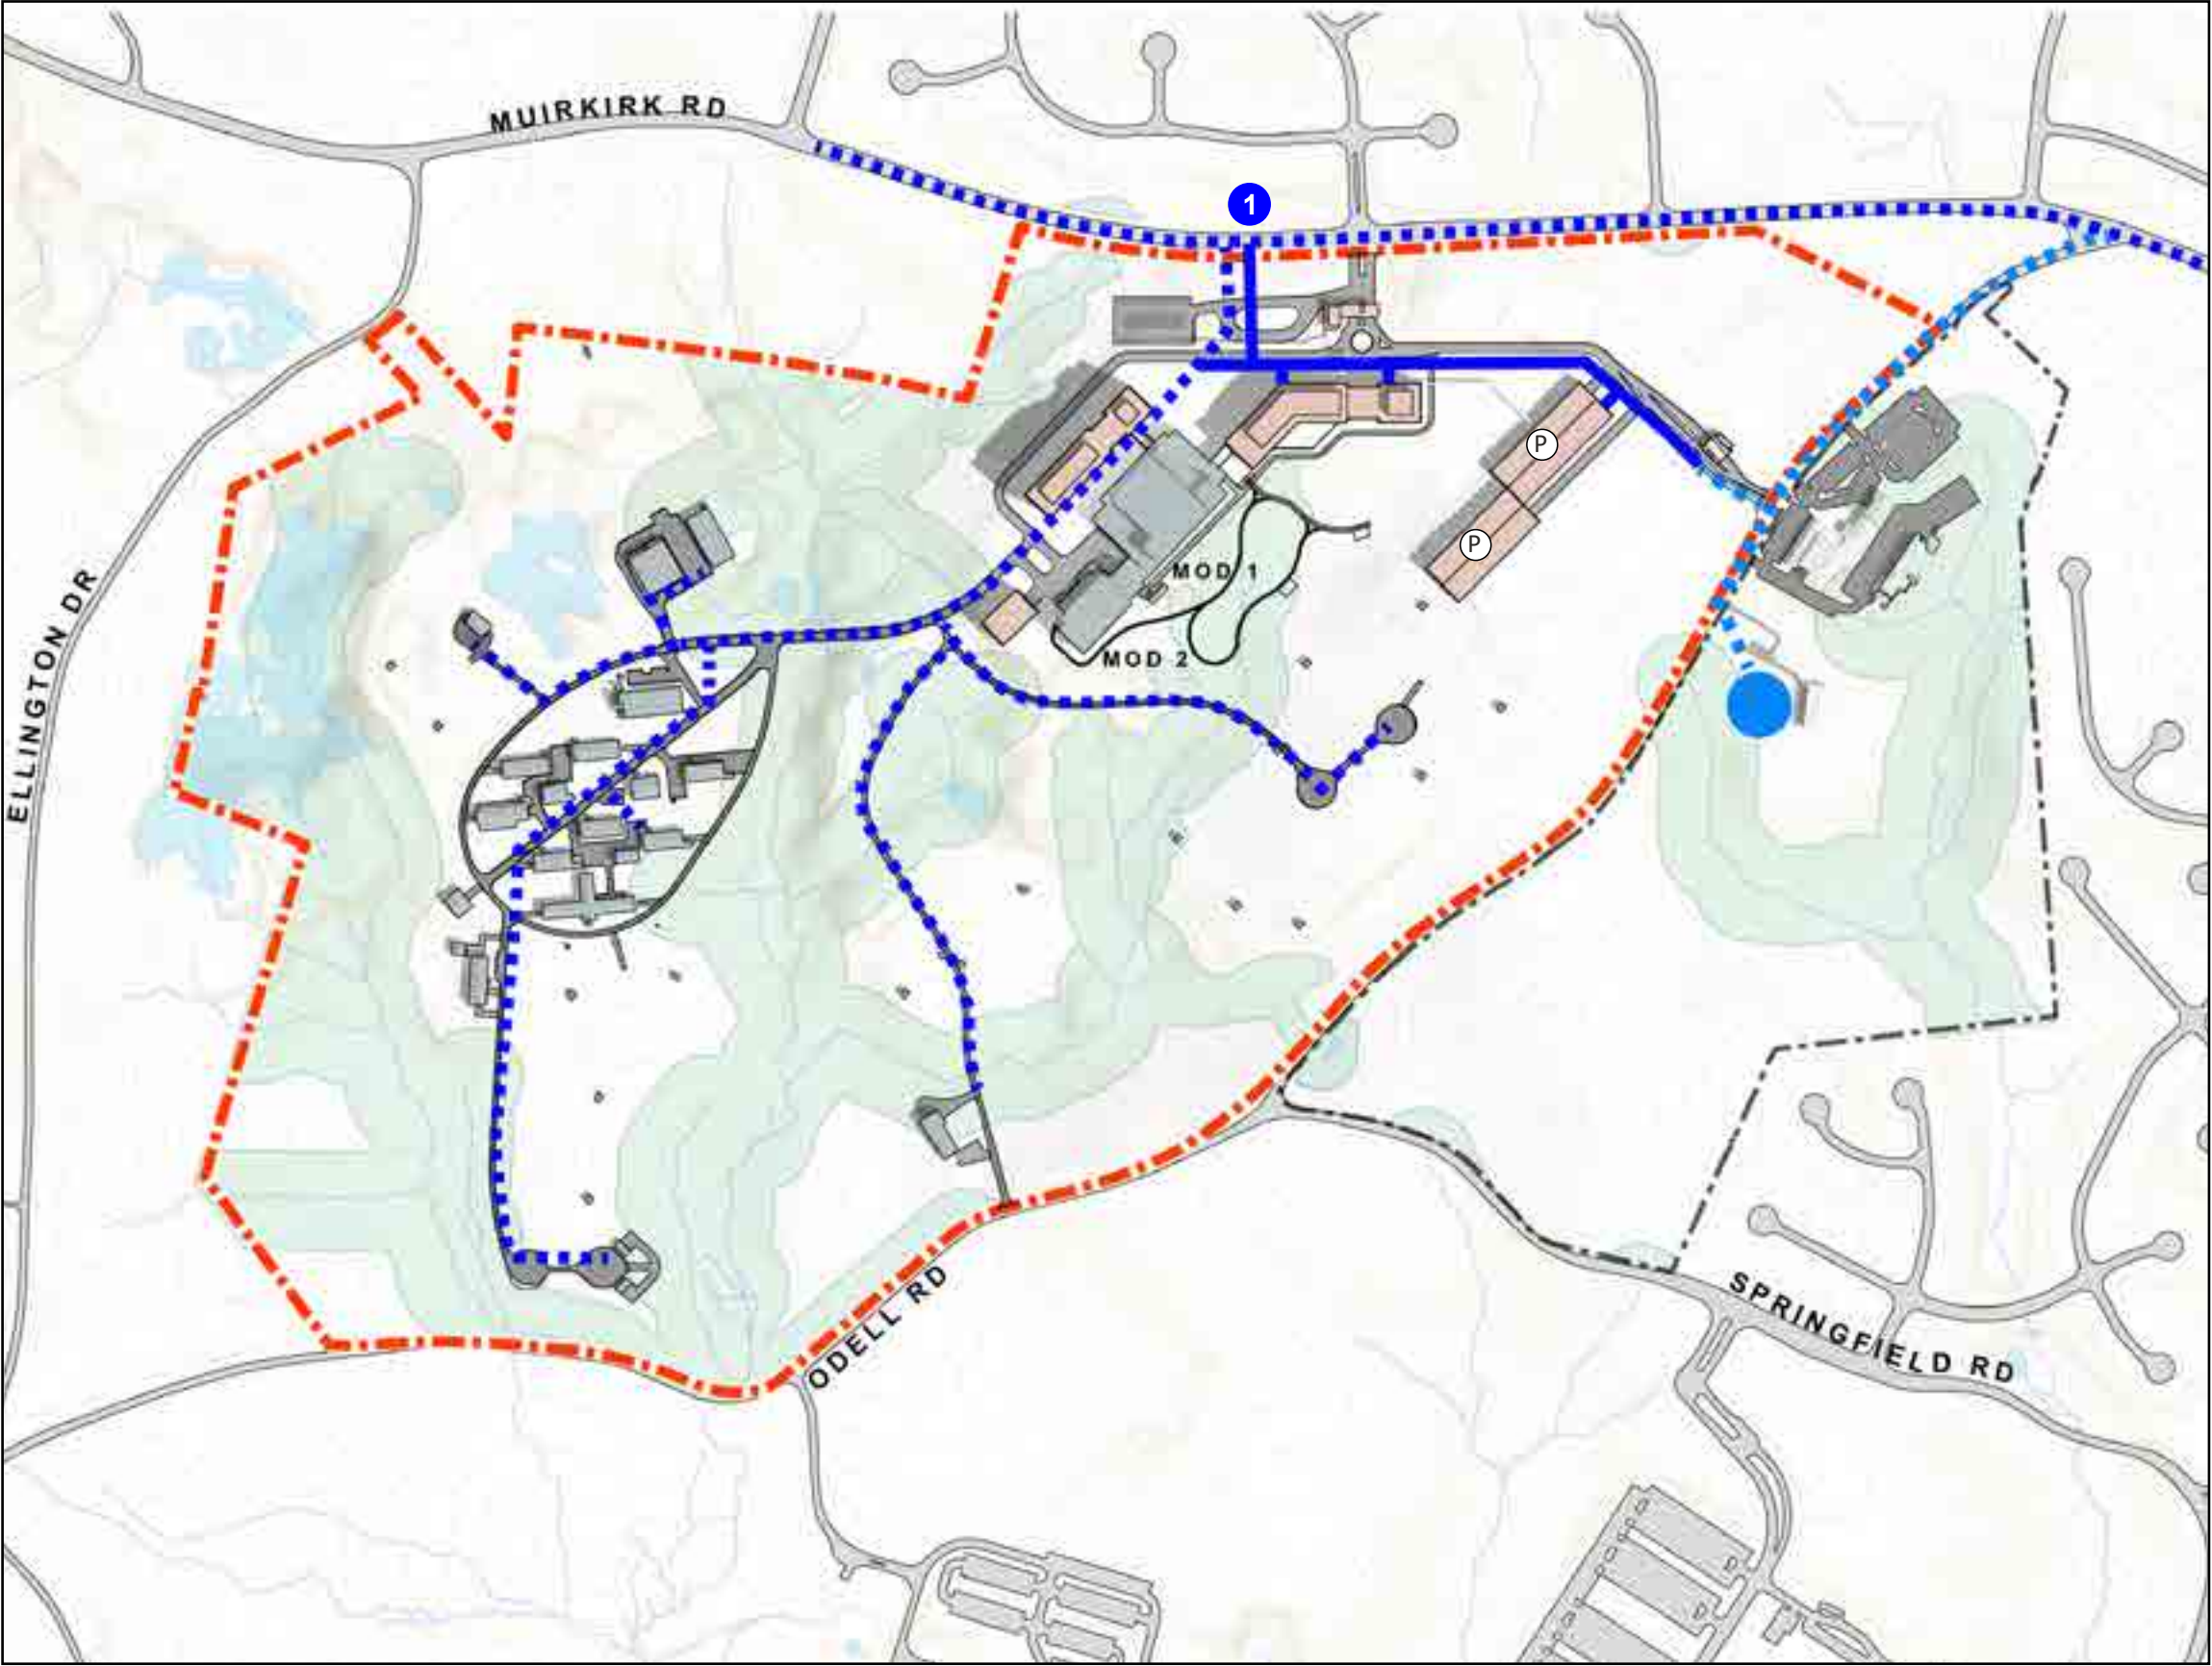 MUIRKIRK RD
1
P
P
MOD 1
ELLINGTON DR
MOD 2
ODELL RD
SPRINGFIELD RD